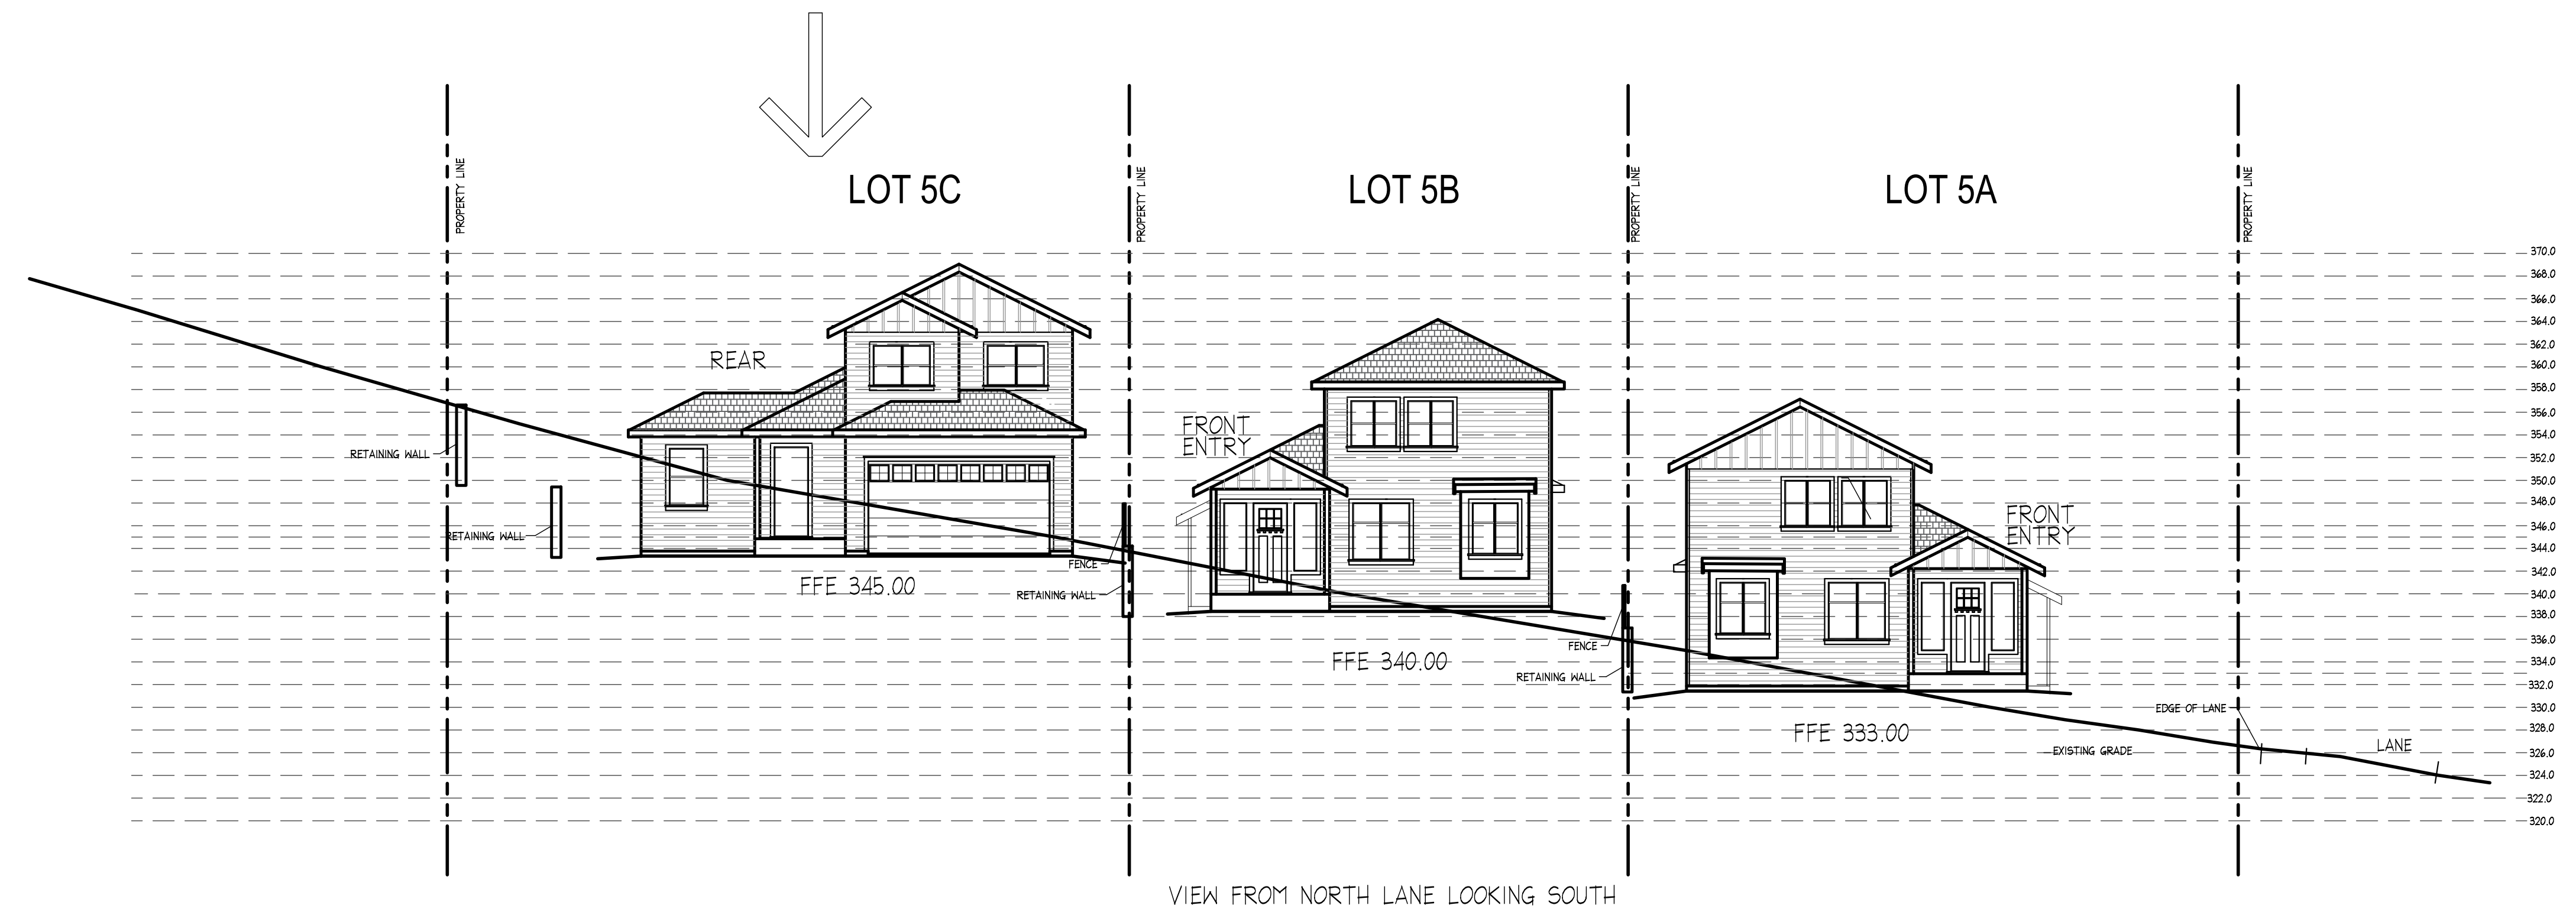 PROPERTY LINE
PROPERTY LINE
PROPERTY LINE
PROPERTY LINE
LOT 5C
LOT 5B
LOT 5A
370.0
368.0
366.0
364.0
362.0
360.0
358.0
356.0
354.0
352.0
350.0
348.0
346.0
344.0
342.0
340.0
338.0
336.0
334.0
332.0
330.0
328.0
326.0
324.0
322.0
320.0
REAR
RETAINING WALL
RETAINING WALL
FFE 345.00
FENCE
RETAINING WALL
FRONT
ENTRY
FFE 340.00
FENCE
RETAINING WALL
FRONT
ENTRY
FFE 333.00
EDGE OF LANE
EXISTING GRADE
LANE
VIEW FROM NORTH LANE LOOKING SOUTH